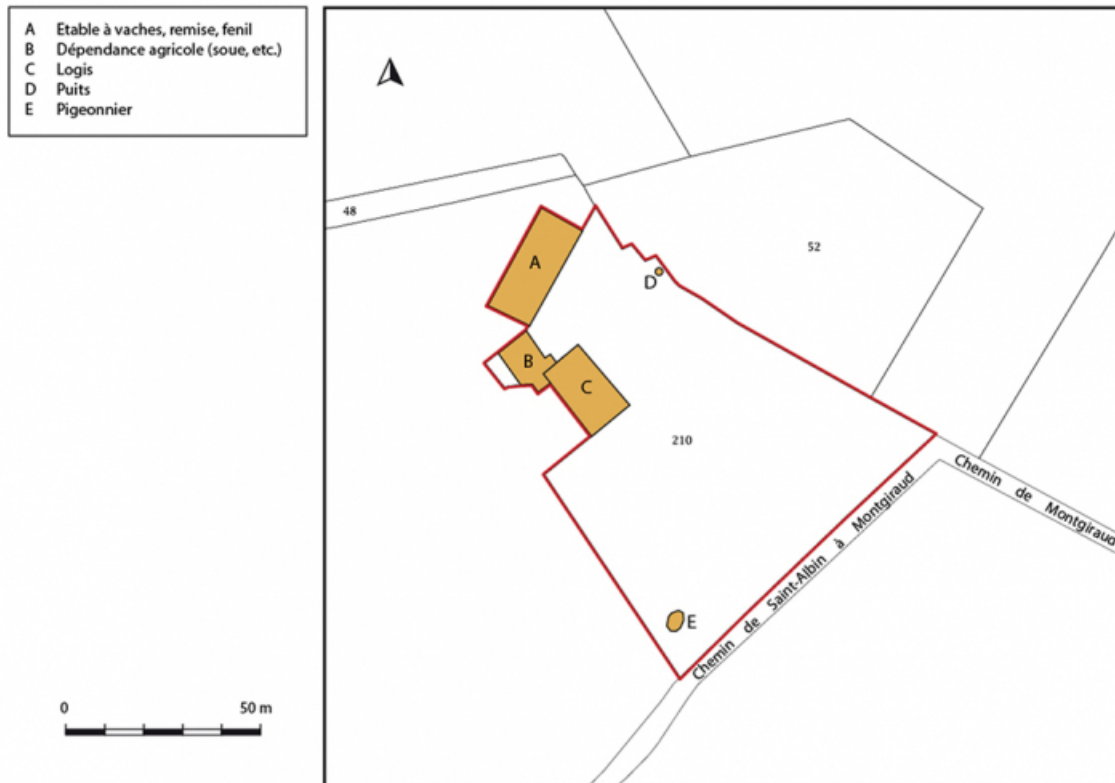 A Etable à vaches, remise, fenil
B Dépendance agricole (soue, etc.)
C Logis
D Puits
E Pigeonnier
48
52
A
D
B
C
210
Chemin de Montgiraud
Chemin de Saint-Albin à Montgiraud
E
0 50 m